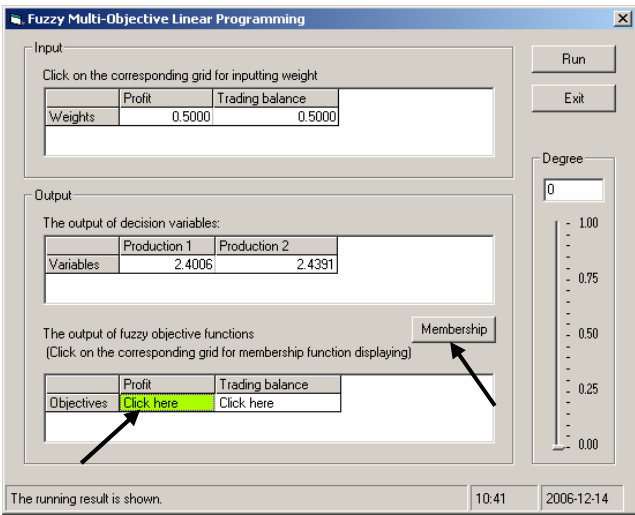 Fuzzy Multi-Objective Linear Programming
Input
Click on the corresponding grid for inputting weight
Profit Trading balance
Weights 0.5000 0.5000
Run
Exit
Degree
0
1.00
0.75
0.50
0.25
0.00
Output
The output of decision variables:
Production 1 Production 2
Variables 2.4006 2.4391
The output of fuzzy objective functions
(Click on the corresponding grid for membership function displaying)
Membership
Profit Trading balance
Objectives Click here Click here
The running result is shown. 10:41 2006-12-14